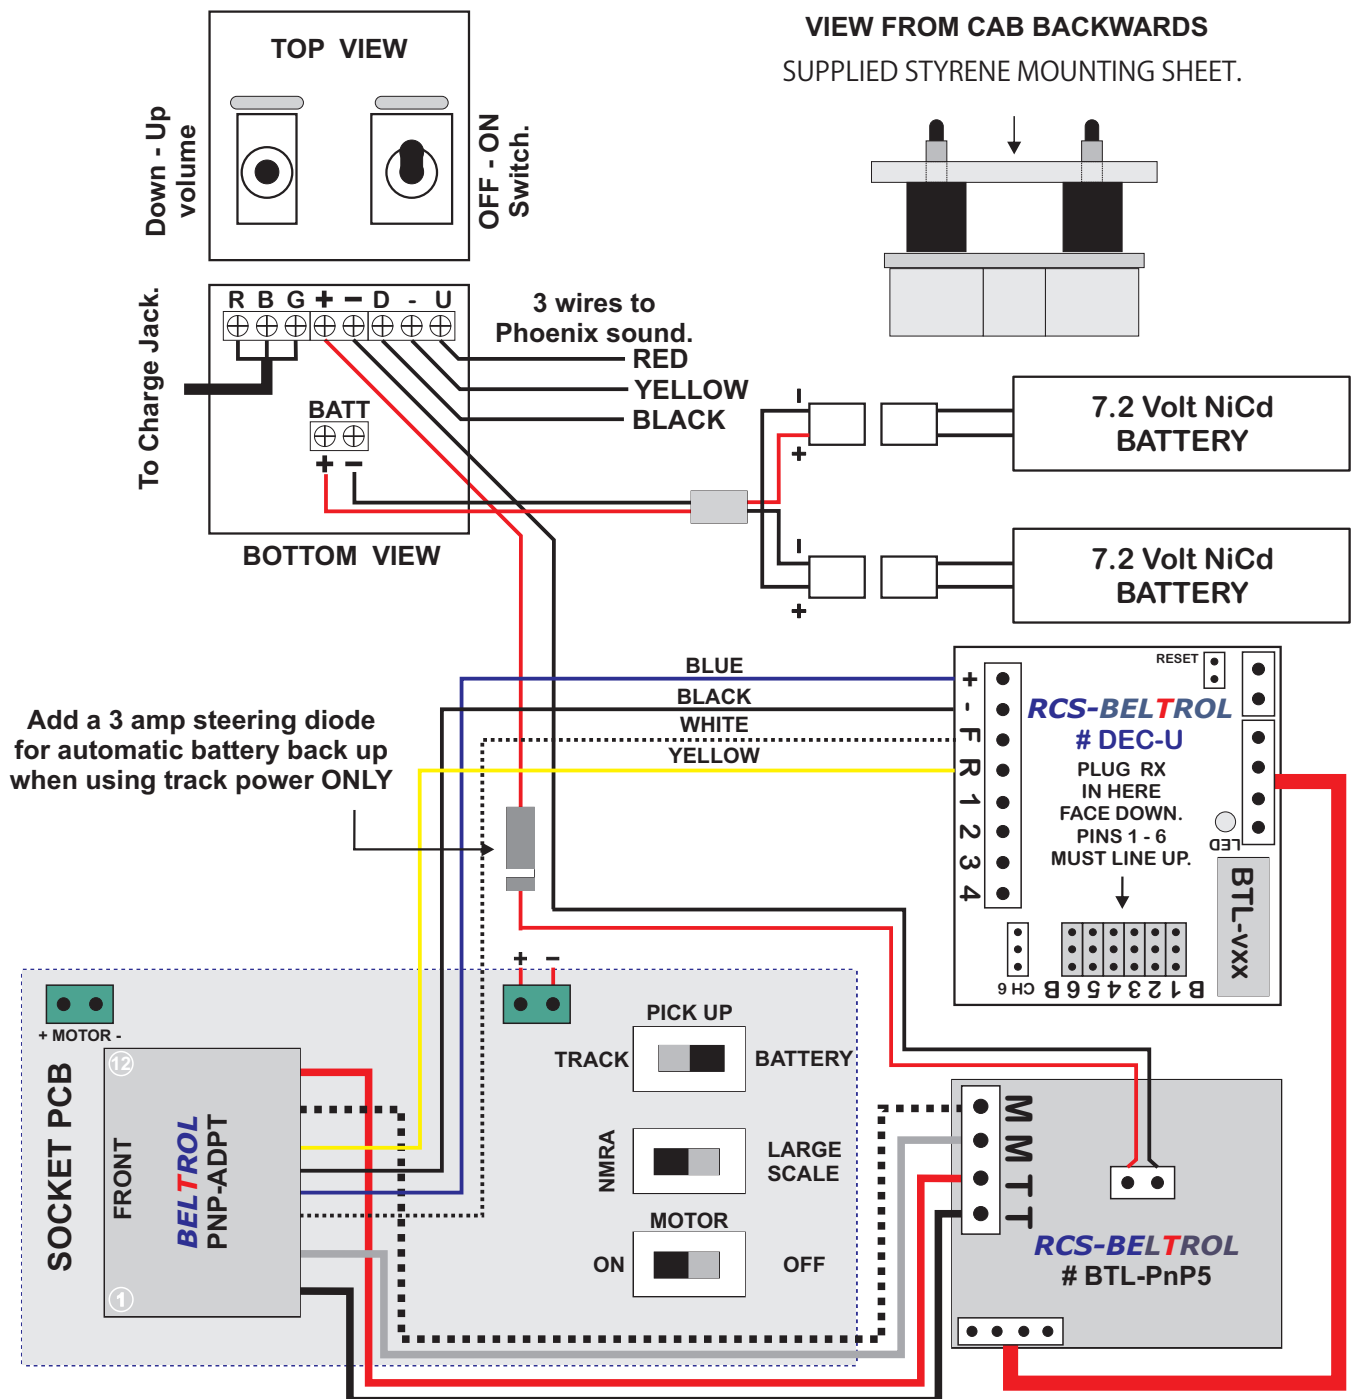 TOP VIEW
Down - Up
volume
OFF - ON
Switch.
VIEW FROM CAB BACKWARDS
SUPPLIED STYRENE MOUNTING SHEET.
To Charge Jack.
R B G + - D - U
3 wires to
Phoenix sound.
RED
YELLOW
BLACK
BATT
+ -
BOTTOM VIEW
-
+
7.2 Volt NiCd
BATTERY
-
+
7.2 Volt NiCd
BATTERY
Add a 3 amp steering diode
for automatic battery back up
when using track power ONLY
BLUE
BLACK
WHITE
YELLOW
+
-
F
R
1
2
3
4
RESET
RCS-BELTROL
# DEC-U
PLUG RX
IN HERE
FACE DOWN.
PINS 1 - 6
MUST LINE UP.
LED
BTL-vxx
CH 6
B 1 2 3 4 5 6 B
+ -
+ MOTOR -
SOCKET PCB
FRONT
12
1
BELTROL
PNP-ADPT
PICK UP
TRACK
BATTERY
NMRA
LARGE
SCALE
MOTOR
ON
OFF
M
M
T
T
RCS-BELTROL
# BTL-PnP5